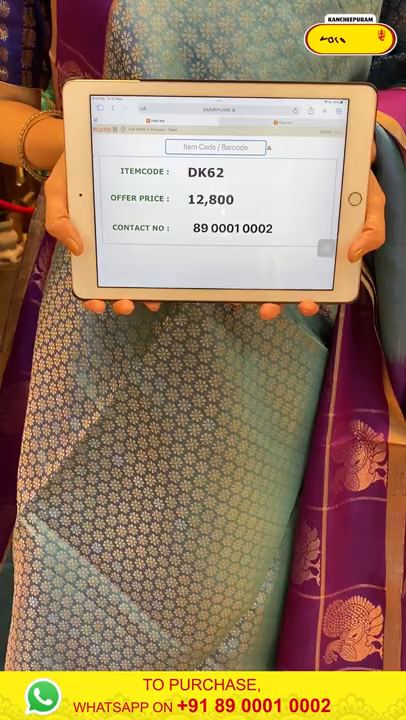 KANCHEEPURAM
Item Code / Barcode
ITEMCODE : DK62
OFFER PRICE : 12,800
CONTACT NO : 89 0001 0002
TO PURCHASE,
WHATSAPP ON +91 89 0001 0002